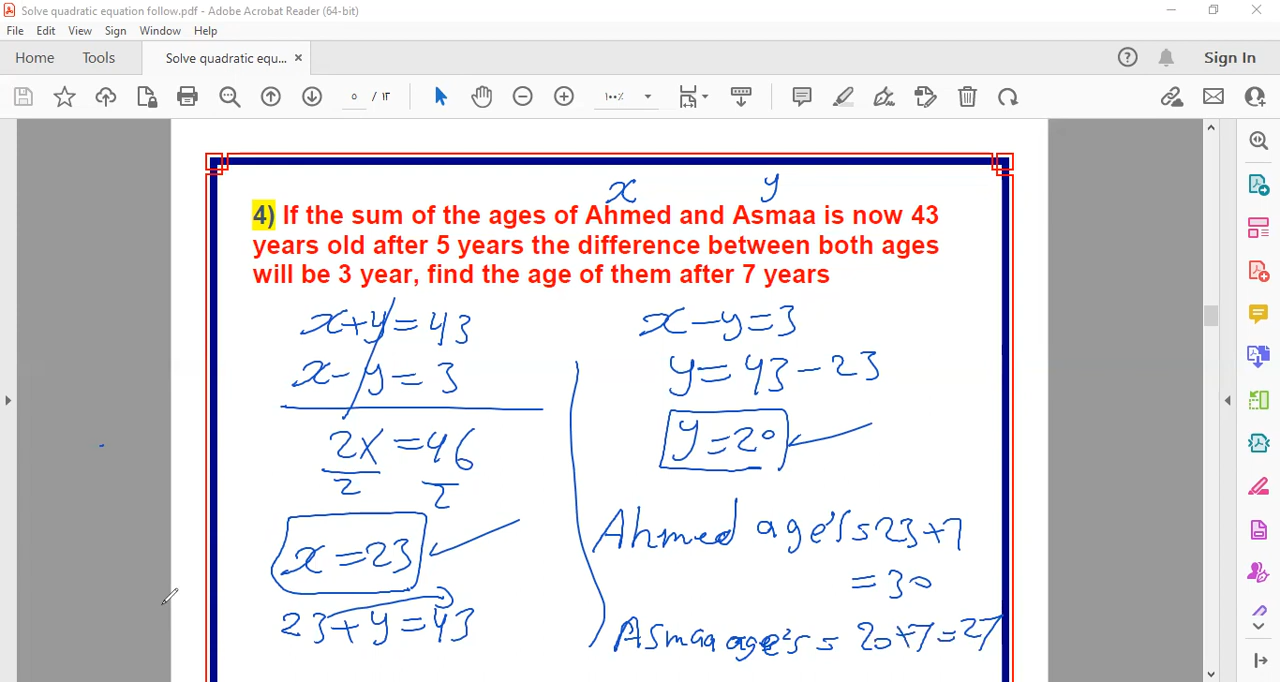 Solve quadratic equation follow.pdf - Adobe Acrobat Reader (64-bit)
File Edit View Sign Window Help
Home Tools Solve quadratic equ... × Sign In
٥ / ١٣ ١٠٠٪
x y
4) If the sum of the ages of Ahmed and Asmaa is now 43
years old after 5 years the difference between both ages
will be 3 year, find the age of them after 7 years
x+y=43
x-y=3
2x=46
2 2
x=23
23+y=43
x-y=3
y=43-23
y=20
Ahmed age's=23+7
=30
Asmaa age's=20+7=27